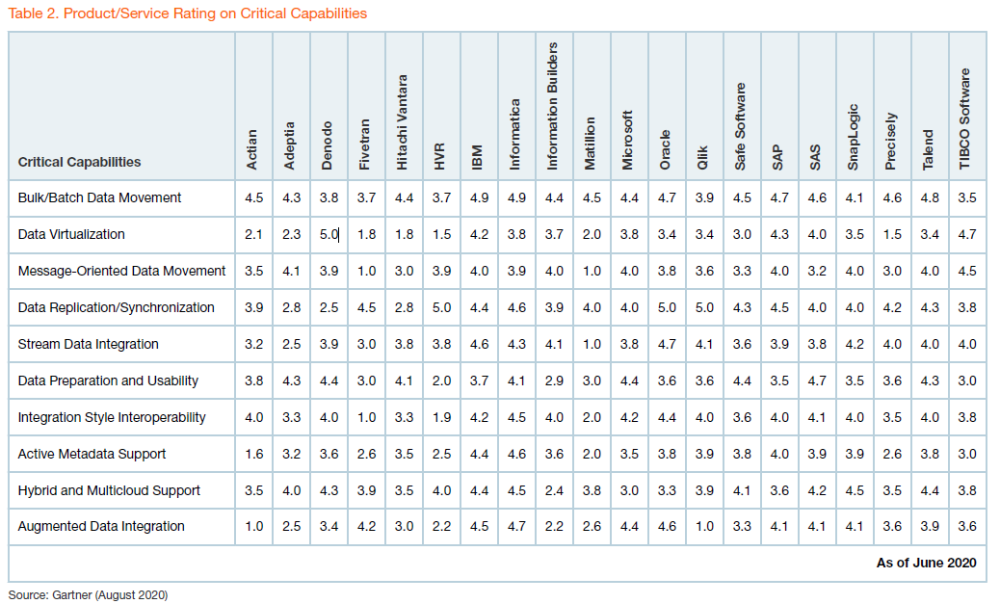 Table 2. Product/Service Rating on Critical Capabilities
Critical Capabilities Actian Adeptia Denodo Fivetran Hitachi Vantara HVR IBM Informatica Information Builders Matillion Microsoft Oracle Qlik Safe Software SAP SAS SnapLogic Precisely Talend TIBCO Software
Bulk/Batch Data Movement 4.5 4.3 3.8 3.7 4.4 3.7 4.9 4.9 4.4 4.5 4.4 4.7 3.9 4.5 4.7 4.6 4.1 4.6 4.8 3.5
Data Virtualization 2.1 2.3 5.0 1.8 1.8 1.5 4.2 3.8 3.7 2.0 3.8 3.4 3.4 3.0 4.3 4.0 3.5 1.5 3.4 4.7
Message-Oriented Data Movement 3.5 4.1 3.9 1.0 3.0 3.9 4.0 3.9 4.0 1.0 4.0 3.8 3.6 3.3 4.0 3.2 4.0 3.0 4.0 4.5
Data Replication/Synchronization 3.9 2.8 2.5 4.5 2.8 5.0 4.4 4.6 3.9 4.0 4.0 5.0 5.0 4.3 4.5 4.0 4.0 4.2 4.3 3.8
Stream Data Integration 3.2 2.5 3.9 3.0 3.8 3.8 4.6 4.3 4.1 1.0 3.8 4.7 4.1 3.6 3.9 3.8 4.2 4.0 4.0 4.0
Data Preparation and Usability 3.8 4.3 4.4 3.0 4.1 2.0 3.7 4.1 2.9 3.0 4.4 3.6 3.6 4.4 3.5 4.7 3.5 3.6 4.3 3.0
Integration Style Interoperability 4.0 3.3 4.0 1.0 3.3 1.9 4.2 4.5 4.0 2.0 4.2 4.4 4.0 3.6 4.0 4.1 4.0 3.5 4.0 3.8
Active Metadata Support 1.6 3.2 3.6 2.6 3.5 2.5 4.4 4.6 3.6 2.0 3.5 3.8 3.9 3.8 4.0 3.9 3.9 2.6 3.8 3.0
Hybrid and Multicloud Support 3.5 4.0 4.3 3.9 3.5 4.0 4.4 4.5 2.4 3.8 3.0 3.3 3.9 4.1 3.6 4.2 4.5 3.5 4.4 3.8
Augmented Data Integration 1.0 2.5 3.4 4.2 3.0 2.2 4.5 4.7 2.2 2.6 4.4 4.6 1.0 3.3 4.1 4.1 4.1 3.6 3.9 3.6
As of June 2020
Source: Gartner (August 2020)